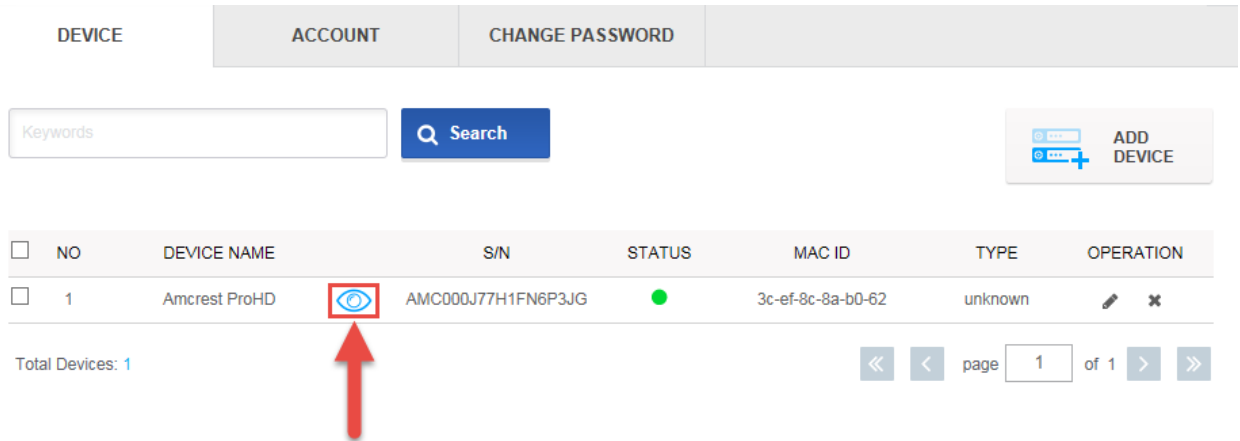 DEVICE ACCOUNT CHANGE PASSWORD
Keywords Search
ADD
DEVICE
NO DEVICE NAME S/N STATUS MAC ID TYPE OPERATION
1 Amcrest ProHD AMC000J77H1FN6P3JG 3c-ef-8c-8a-b0-62 unknown
Total Devices: 1 page 1 of 1